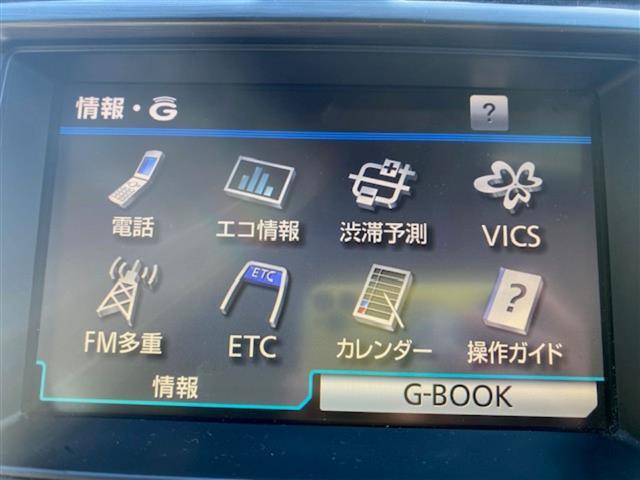 情報・G
?
電話 エコ情報 渋滞予測 VICS
ETC
?
FM多重 ETC カレンダー 操作ガイド
情報 G-BOOK